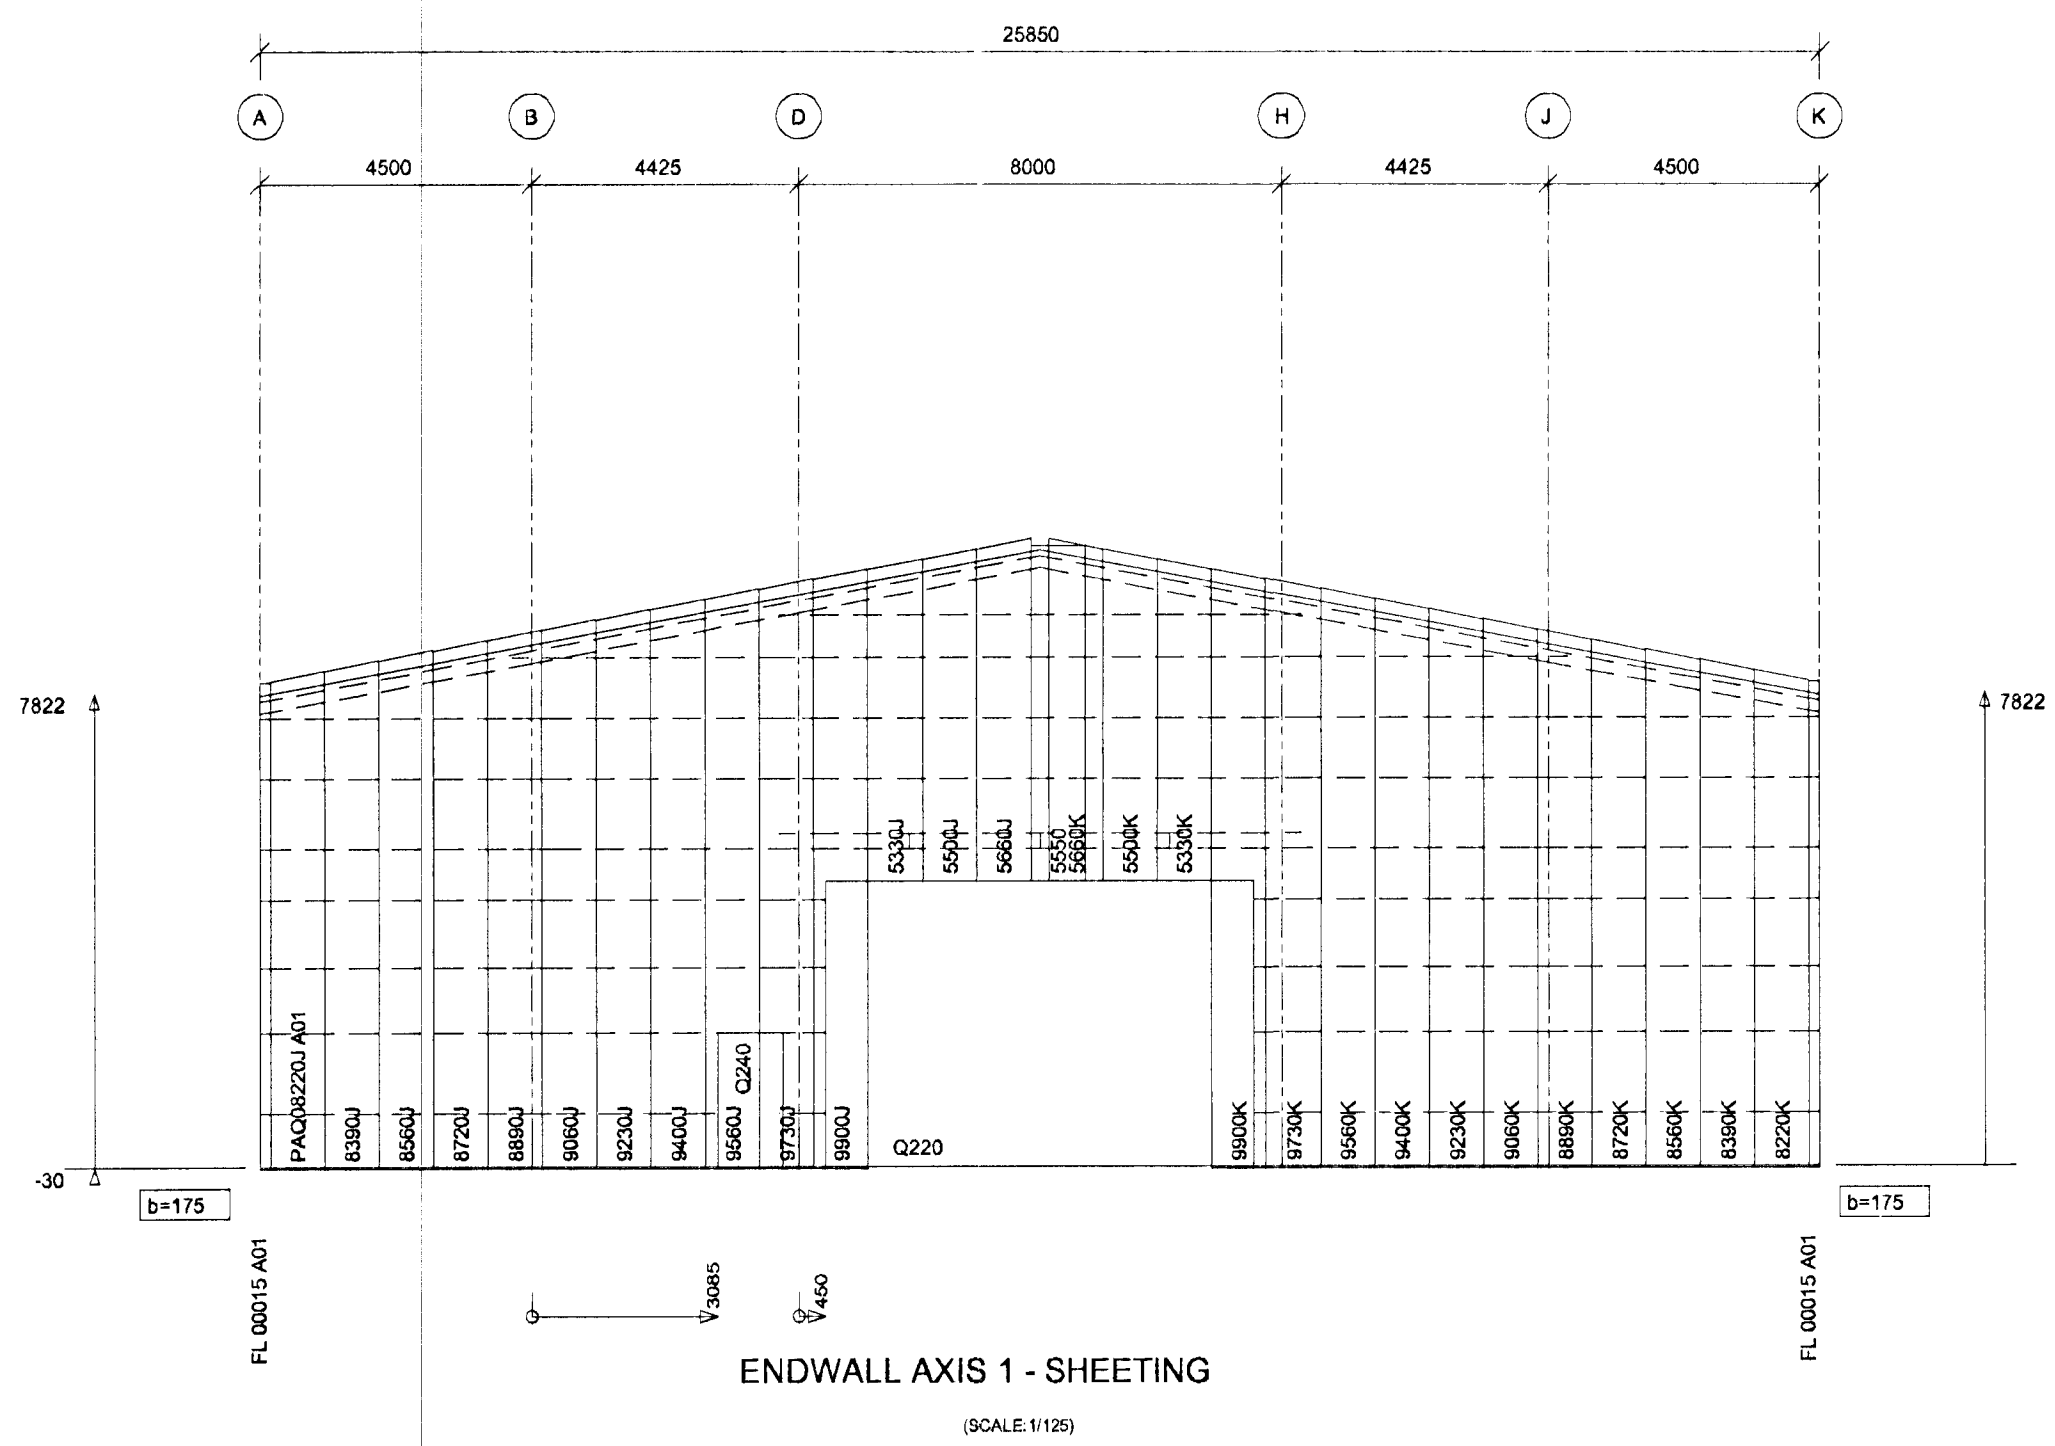 25850
A B D H J K
4500 4425 8000 4425 4500
7822 7822
5330J 5500J 5660J 5550 5660K 5500K 5330K
PAQ08220J A01 8390J 8560J 8720J 8890J 9060J 9230J 9400J 9560J Q240 9730J 9900J Q220 9900K 9730K 9560K 9400K 9230K 9060K 8890K 8720K 8560K 8390K 8220K
-30
b=175 b=175
FL 00015 A01 3085 450 FL 00015 A01
ENDWALL AXIS 1 - SHEETING
(SCALE:1/125)